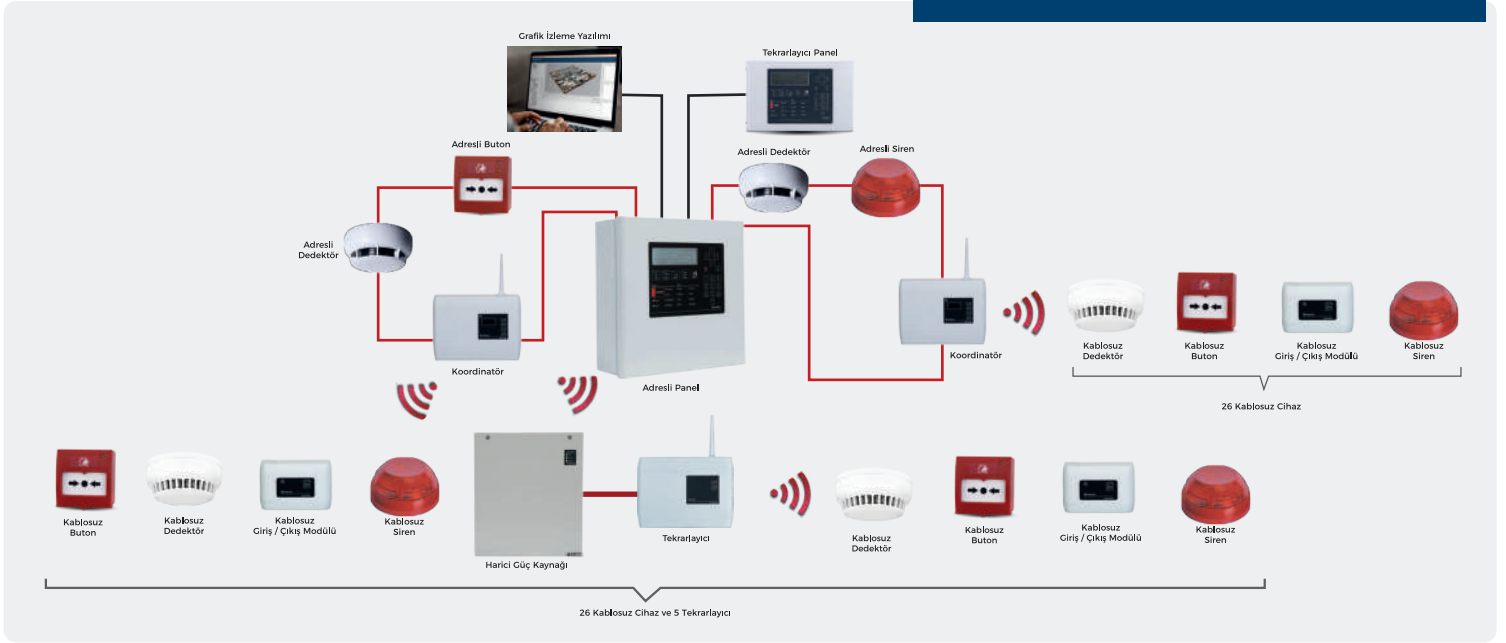 Grafik İzleme Yazılımı
Tekrarlayıcı Panel
Adresli Buton
Adresli Dedektör
Adresli Siren
Adresli
Dedektör
Koordinatör
Adresli Panel
Koordinatör
Kablosuz
Dedektör
Kablosuz
Buton
Kablosuz
Giriş / Çıkış Modülü
Kablosuz
Siren
26 Kablosuz Cihaz
Kablosuz
Buton
Kablosuz
Dedektör
Kablosuz
Giriş / Çıkış Modülü
Kablosuz
Siren
Harici Güç Kaynağı
Tekrarlayıcı
Kablosuz
Dedektör
Kablosuz
Buton
Kablosuz
Giriş / Çıkış Modülü
Kablosuz
Siren
26 Kablosuz Cihaz ve 5 Tekrarlayıcı